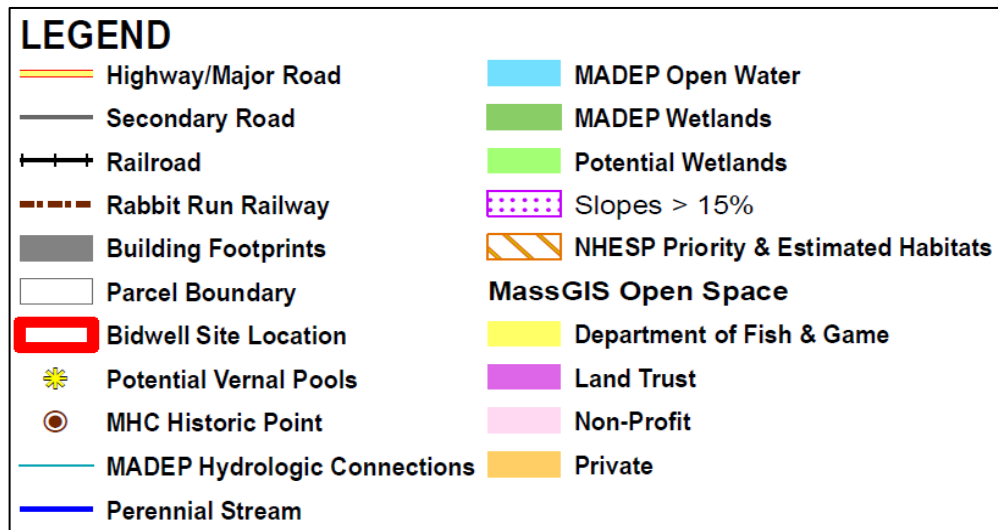 LEGEND
Highway/Major Road
Secondary Road
Railroad
Rabbit Run Railway
Building Footprints
Parcel Boundary
Bidwell Site Location
Potential Vernal Pools
MHC Historic Point
MADEP Hydrologic Connections
Perennial Stream
MADEP Open Water
MADEP Wetlands
Potential Wetlands
Slopes > 15%
NHESP Priority & Estimated Habitats
MassGIS Open Space
Department of Fish & Game
Land Trust
Non-Profit
Private